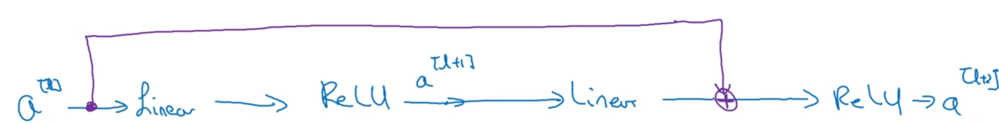 a^[l] → Linear → ReLU → a^[l+1] → Linear → ⊕ → ReLU → a^[l+2]